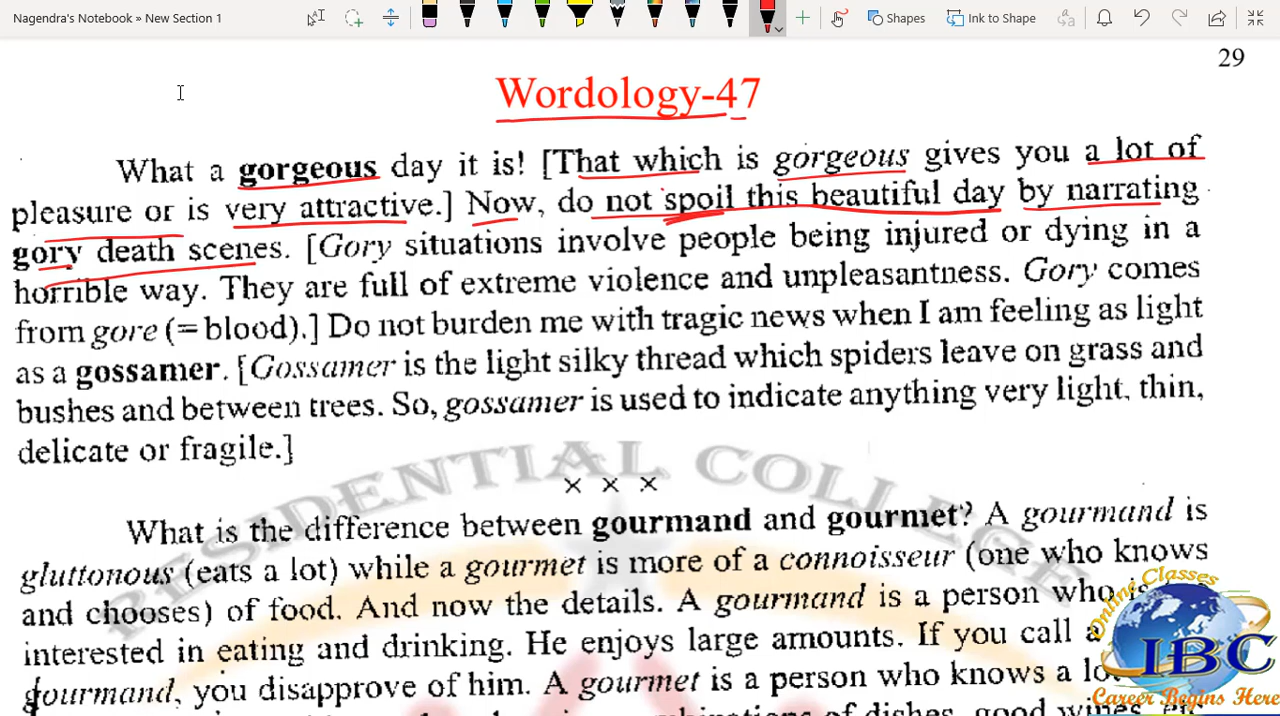 Nagendra's Notebook » New Section 1
Shapes
Ink to Shape
29
Wordology-47
What a gorgeous day it is! [That which is gorgeous gives you a lot of
pleasure or is very attractive.] Now, do not spoil this beautiful day by narrating
gory death scenes. [Gory situations involve people being injured or dying in a
horrible way. They are full of extreme violence and unpleasantness. Gory comes
from gore (=blood).] Do not burden me with tragic news when I am feeling as light
as a gossamer. [Gossamer is the light silky thread which spiders leave on grass and
bushes and between trees. So, gossamer is used to indicate anything very light, thin,
delicate or fragile.]
RESIDENTIAL COLLEGE
× × ×
What is the difference between gourmand and gourmet? A gourmand is
gluttonous (eats a lot) while a gourmet is more of a connoisseur (one who knows
and chooses) of food. And now the details. A gourmand is a person who is
interested in eating and drinking. He enjoys large amounts. If you call a
gourmand, you disapprove of him. A gourmet is a person who knows a
of dishes, good wines, etc
Online Classes
IBC
Career Begins Here